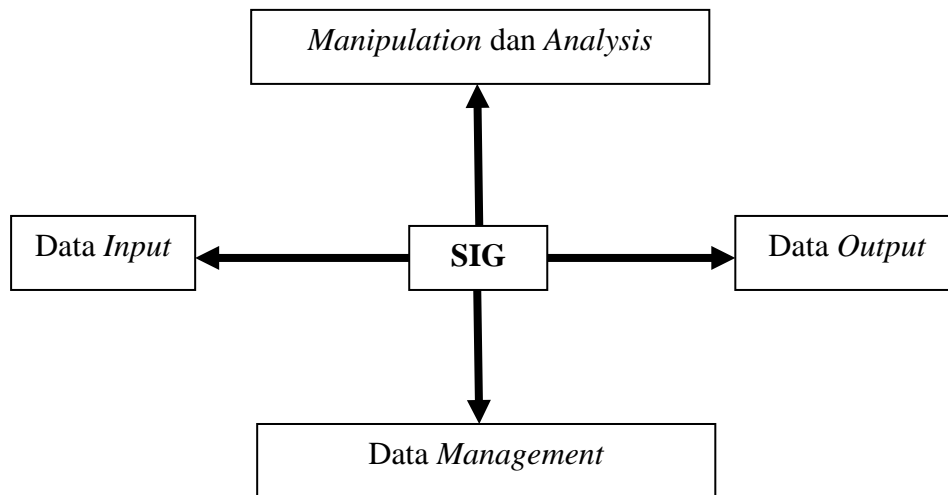 Manipulation dan Analysis
Data Input
SIG
Data Output
Data Management